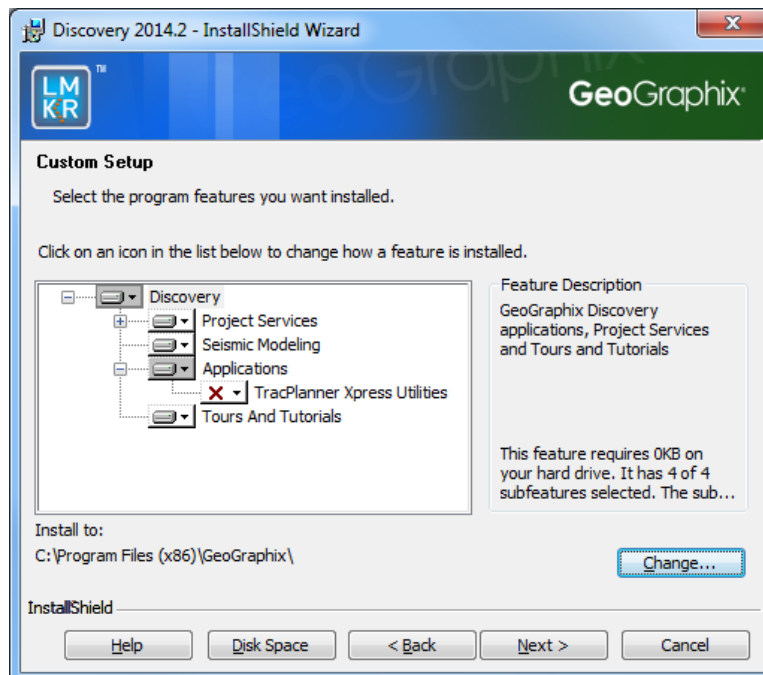 Discovery 2014.2 - InstallShield Wizard
LM
KR
TM
GeoGraphix
GeoGraphix
Custom Setup
Select the program features you want installed.
Click on an icon in the list below to change how a feature is installed.
Discovery
Project Services
Seismic Modeling
Applications
TracPlanner Xpress Utilities
Tours And Tutorials
Feature Description
GeoGraphix Discovery
applications, Project Services
and Tours and Tutorials
This feature requires 0KB on
your hard drive. It has 4 of 4
subfeatures selected. The sub...
Install to:
C:\Program Files (x86)\GeoGraphix\
Change...
InstallShield
Help
Disk Space
< Back
Next >
Cancel